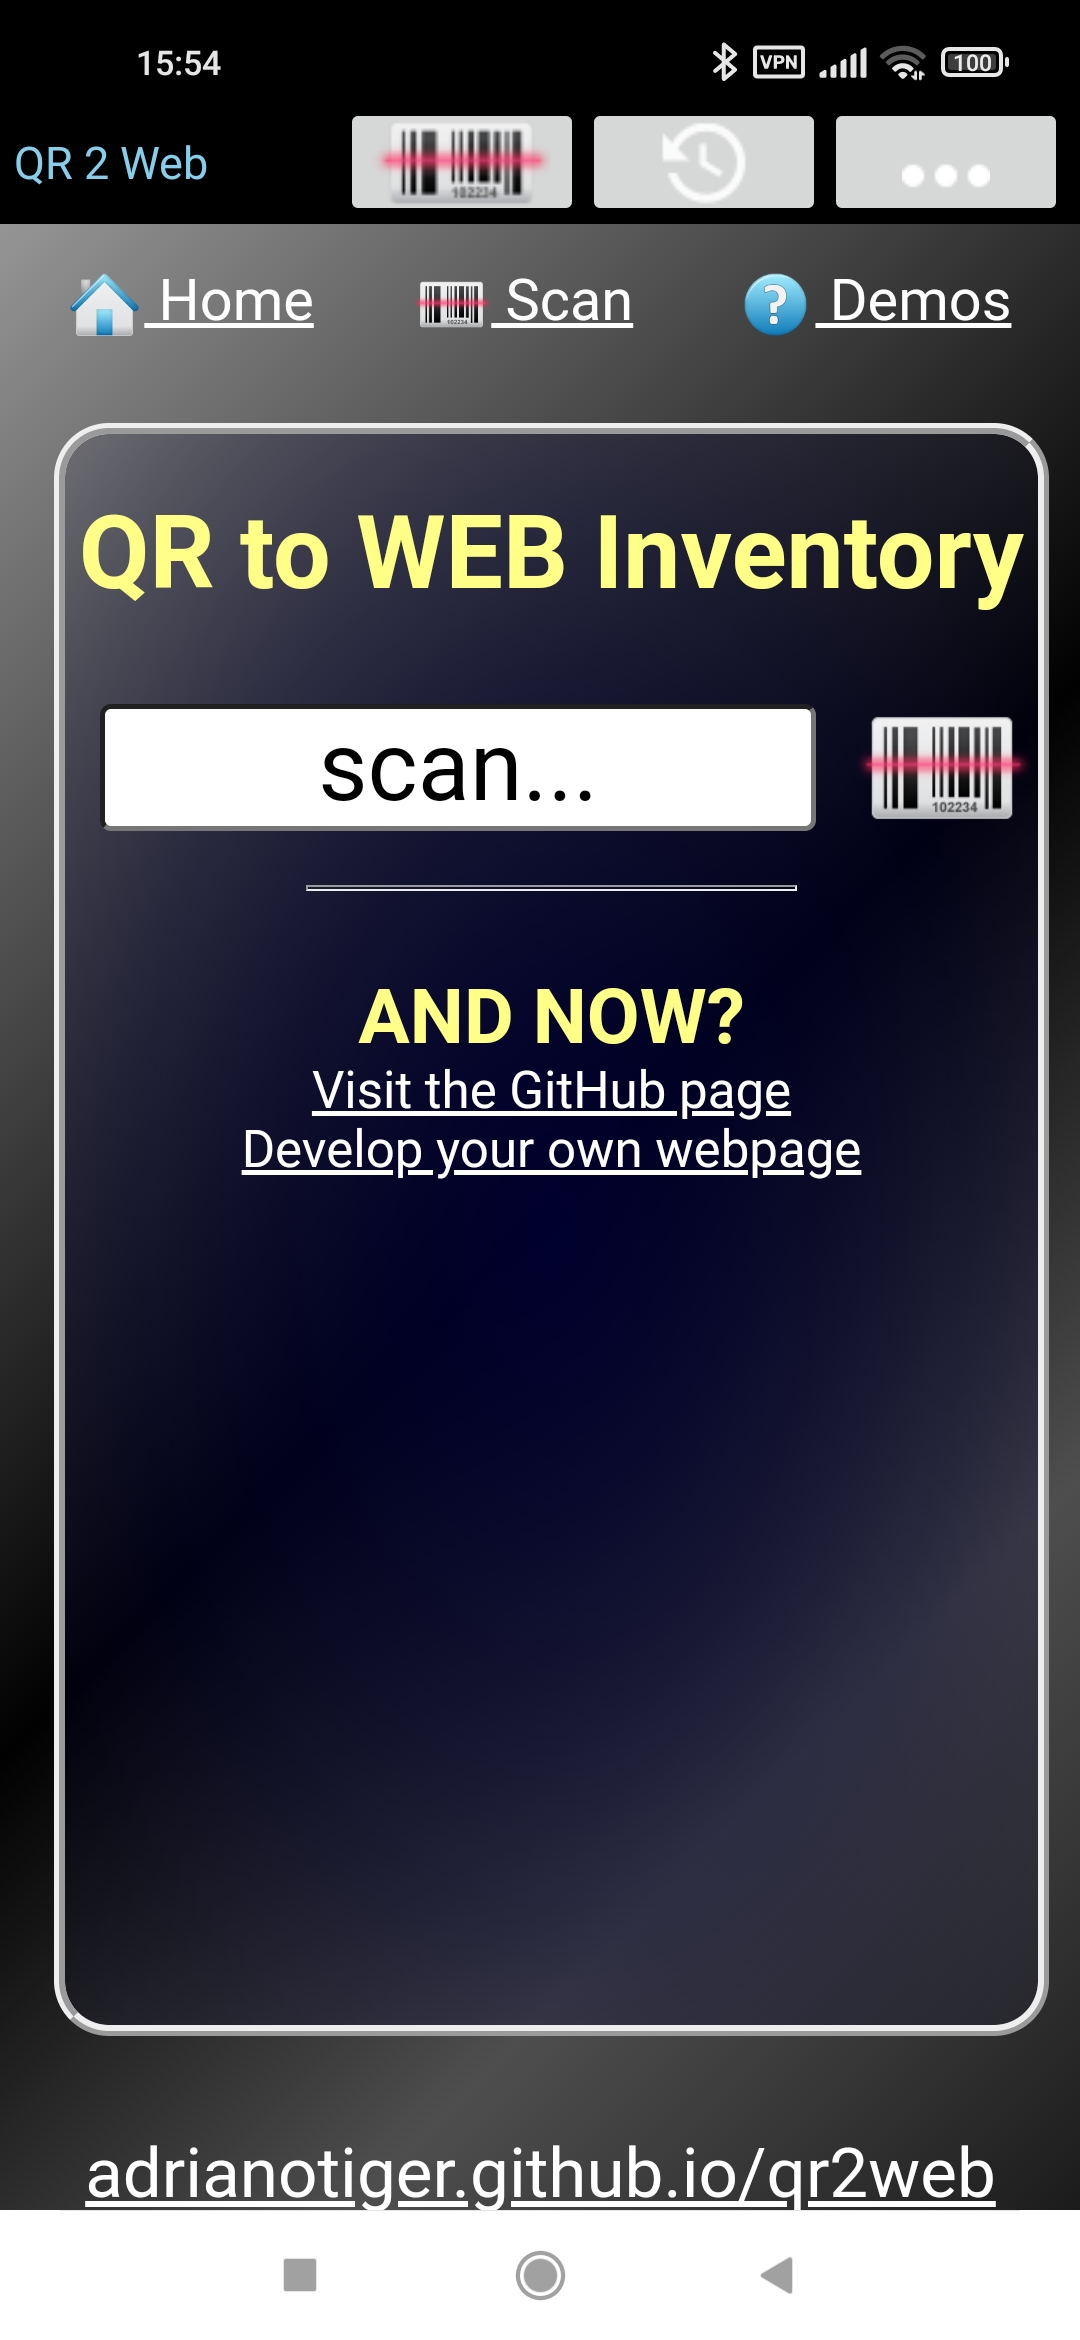 15:54 VPN 100
QR 2 Web 102234
Home 102234 Scan ? Demos
QR to WEB Inventory
scan... 102234
AND NOW?
Visit the GitHub page
Develop your own webpage
adrianotiger.github.io/qr2web